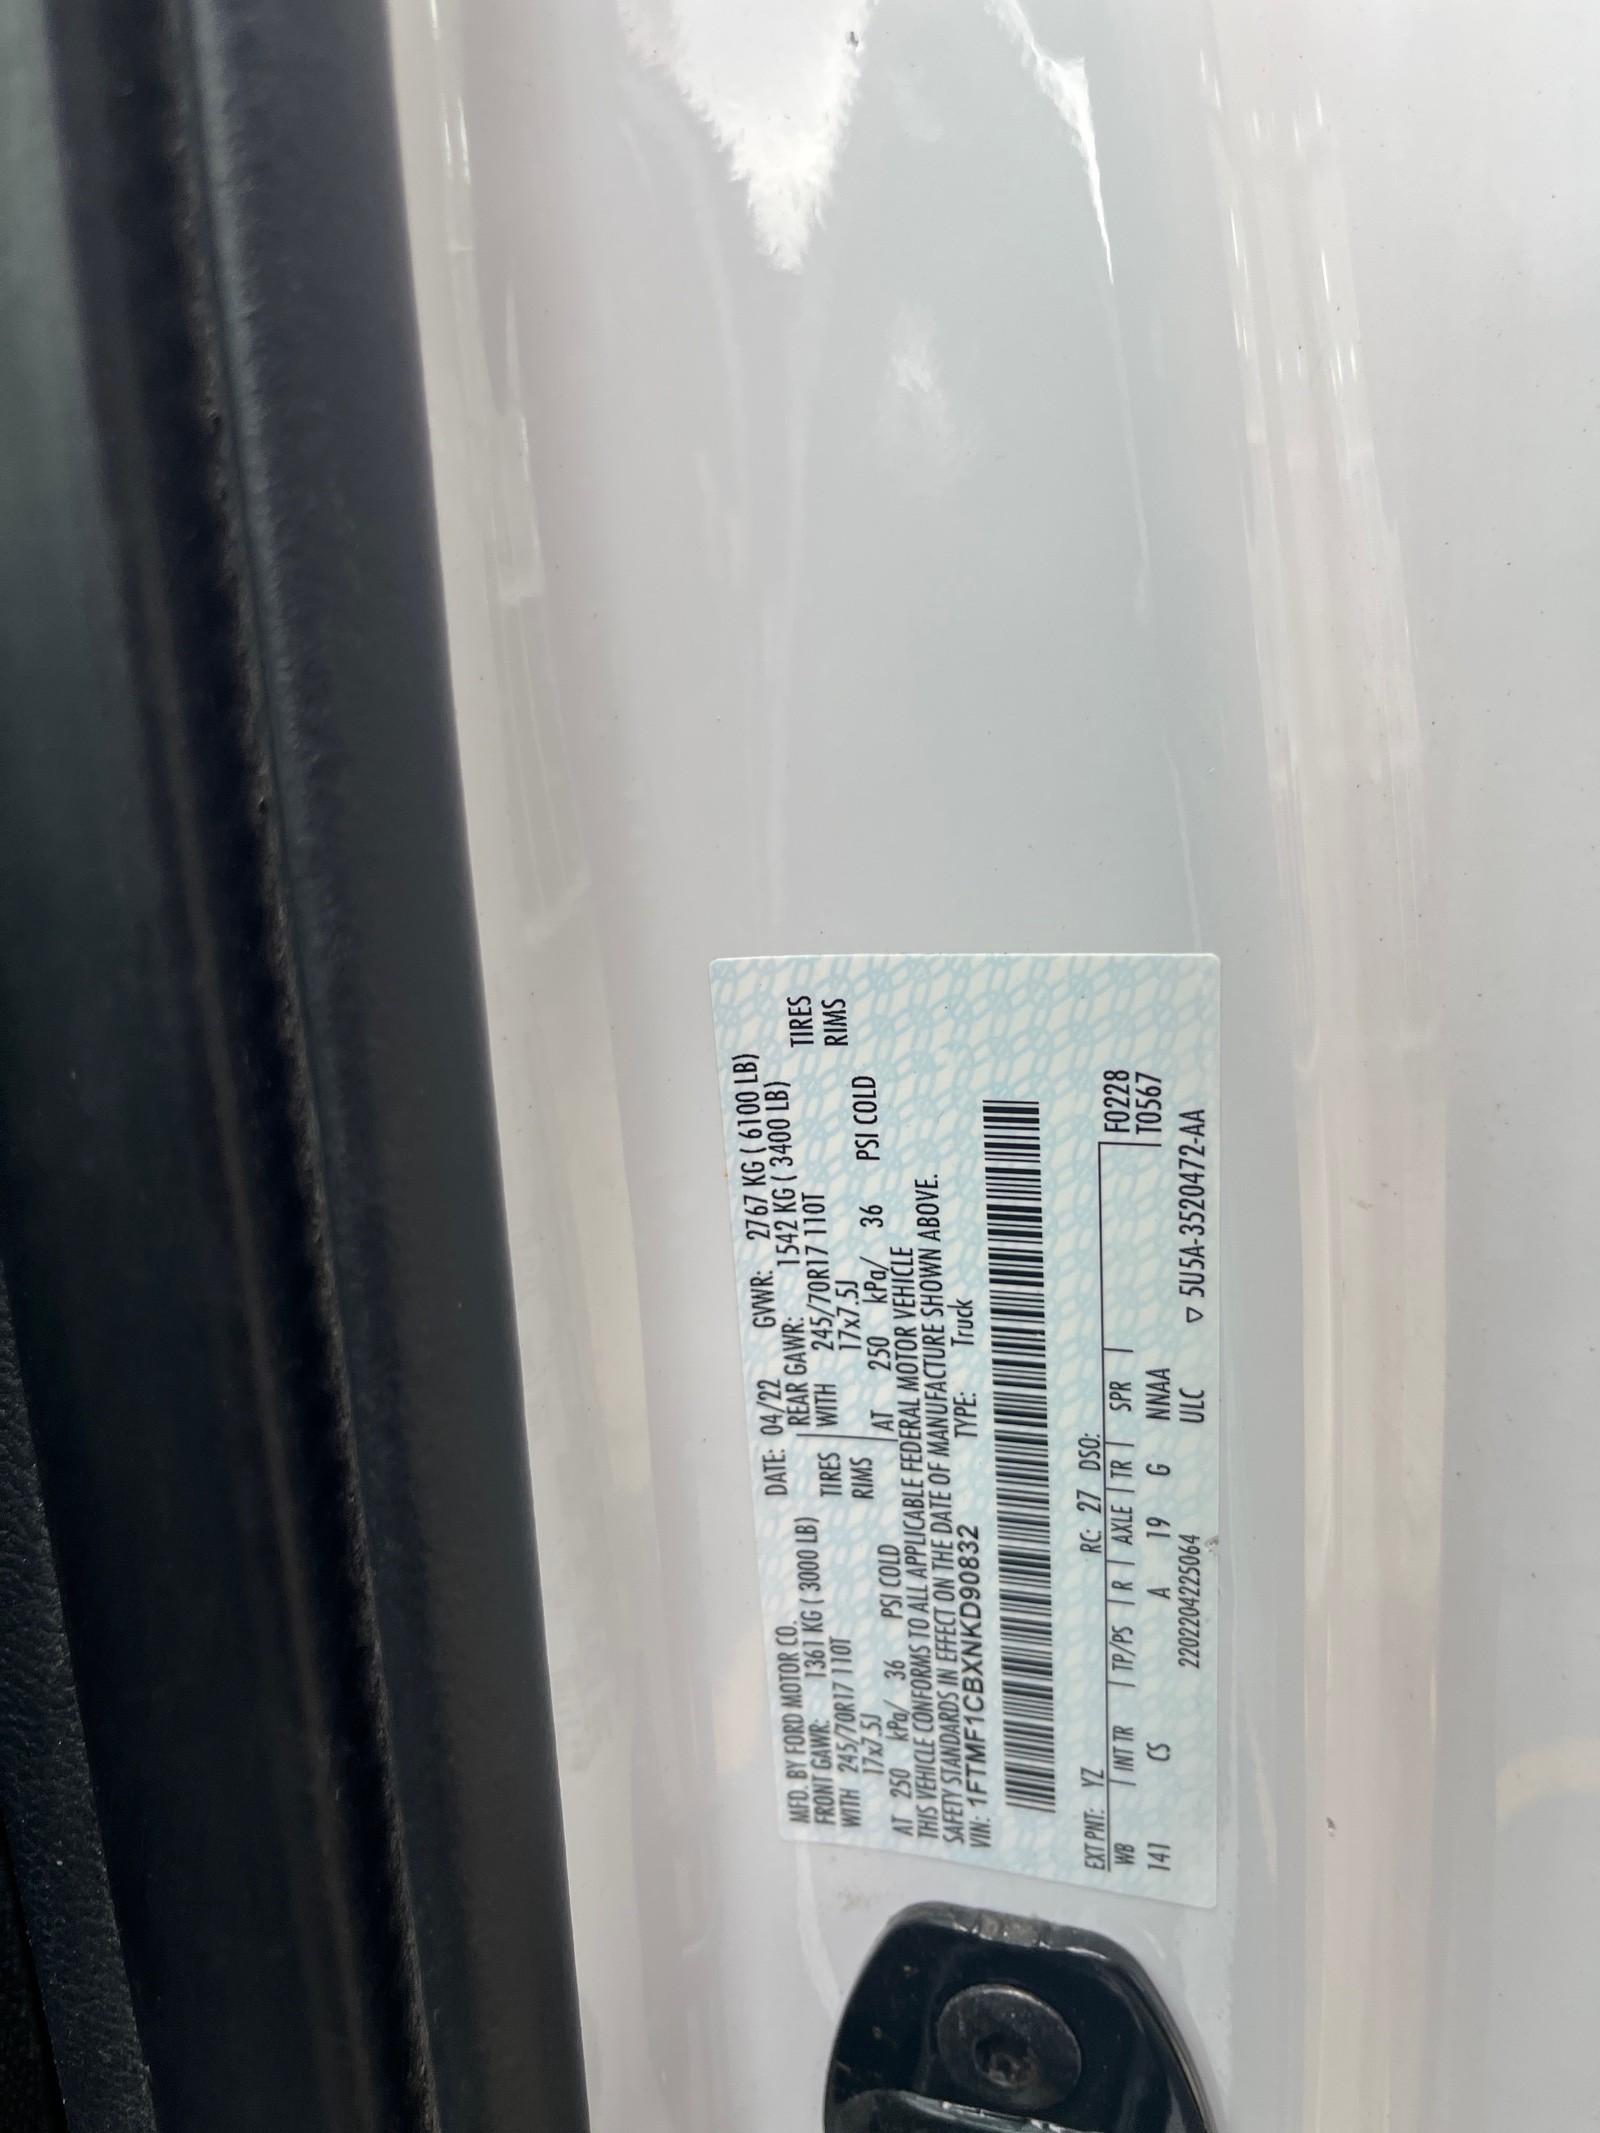 MFD. BY FORD MOTOR CO. DATE: 04/22 GVWR: 2767 KG ( 6100 LB)
FRONT GAWR: 1361 KG ( 3000 LB) REAR GAWR: 1542 KG ( 3400 LB)
WITH 245/70R17 110T TIRES WITH 245/70R17 110T TIRES
17x7.5J RIMS 17x7.5J RIMS
AT 250 kPa/ 36 PSI COLD AT 250 kPa/ 36 PSI COLD
THIS VEHICLE CONFORMS TO ALL APPLICABLE FEDERAL MOTOR VEHICLE
SAFETY STANDARDS IN EFFECT ON THE DATE OF MANUFACTURE SHOWN ABOVE.
VIN: 1FTMF1CBXNKD90832 TYPE: Truck
EXT PNT: YZ RC: 27 DSO:
WB | INT TR | TP/PS | R | AXLE | TR | SPR | F0228
141 CS A 19 G NNAA T0567
220220422506​4 ULC ▽ 5U5A-3520472-AA